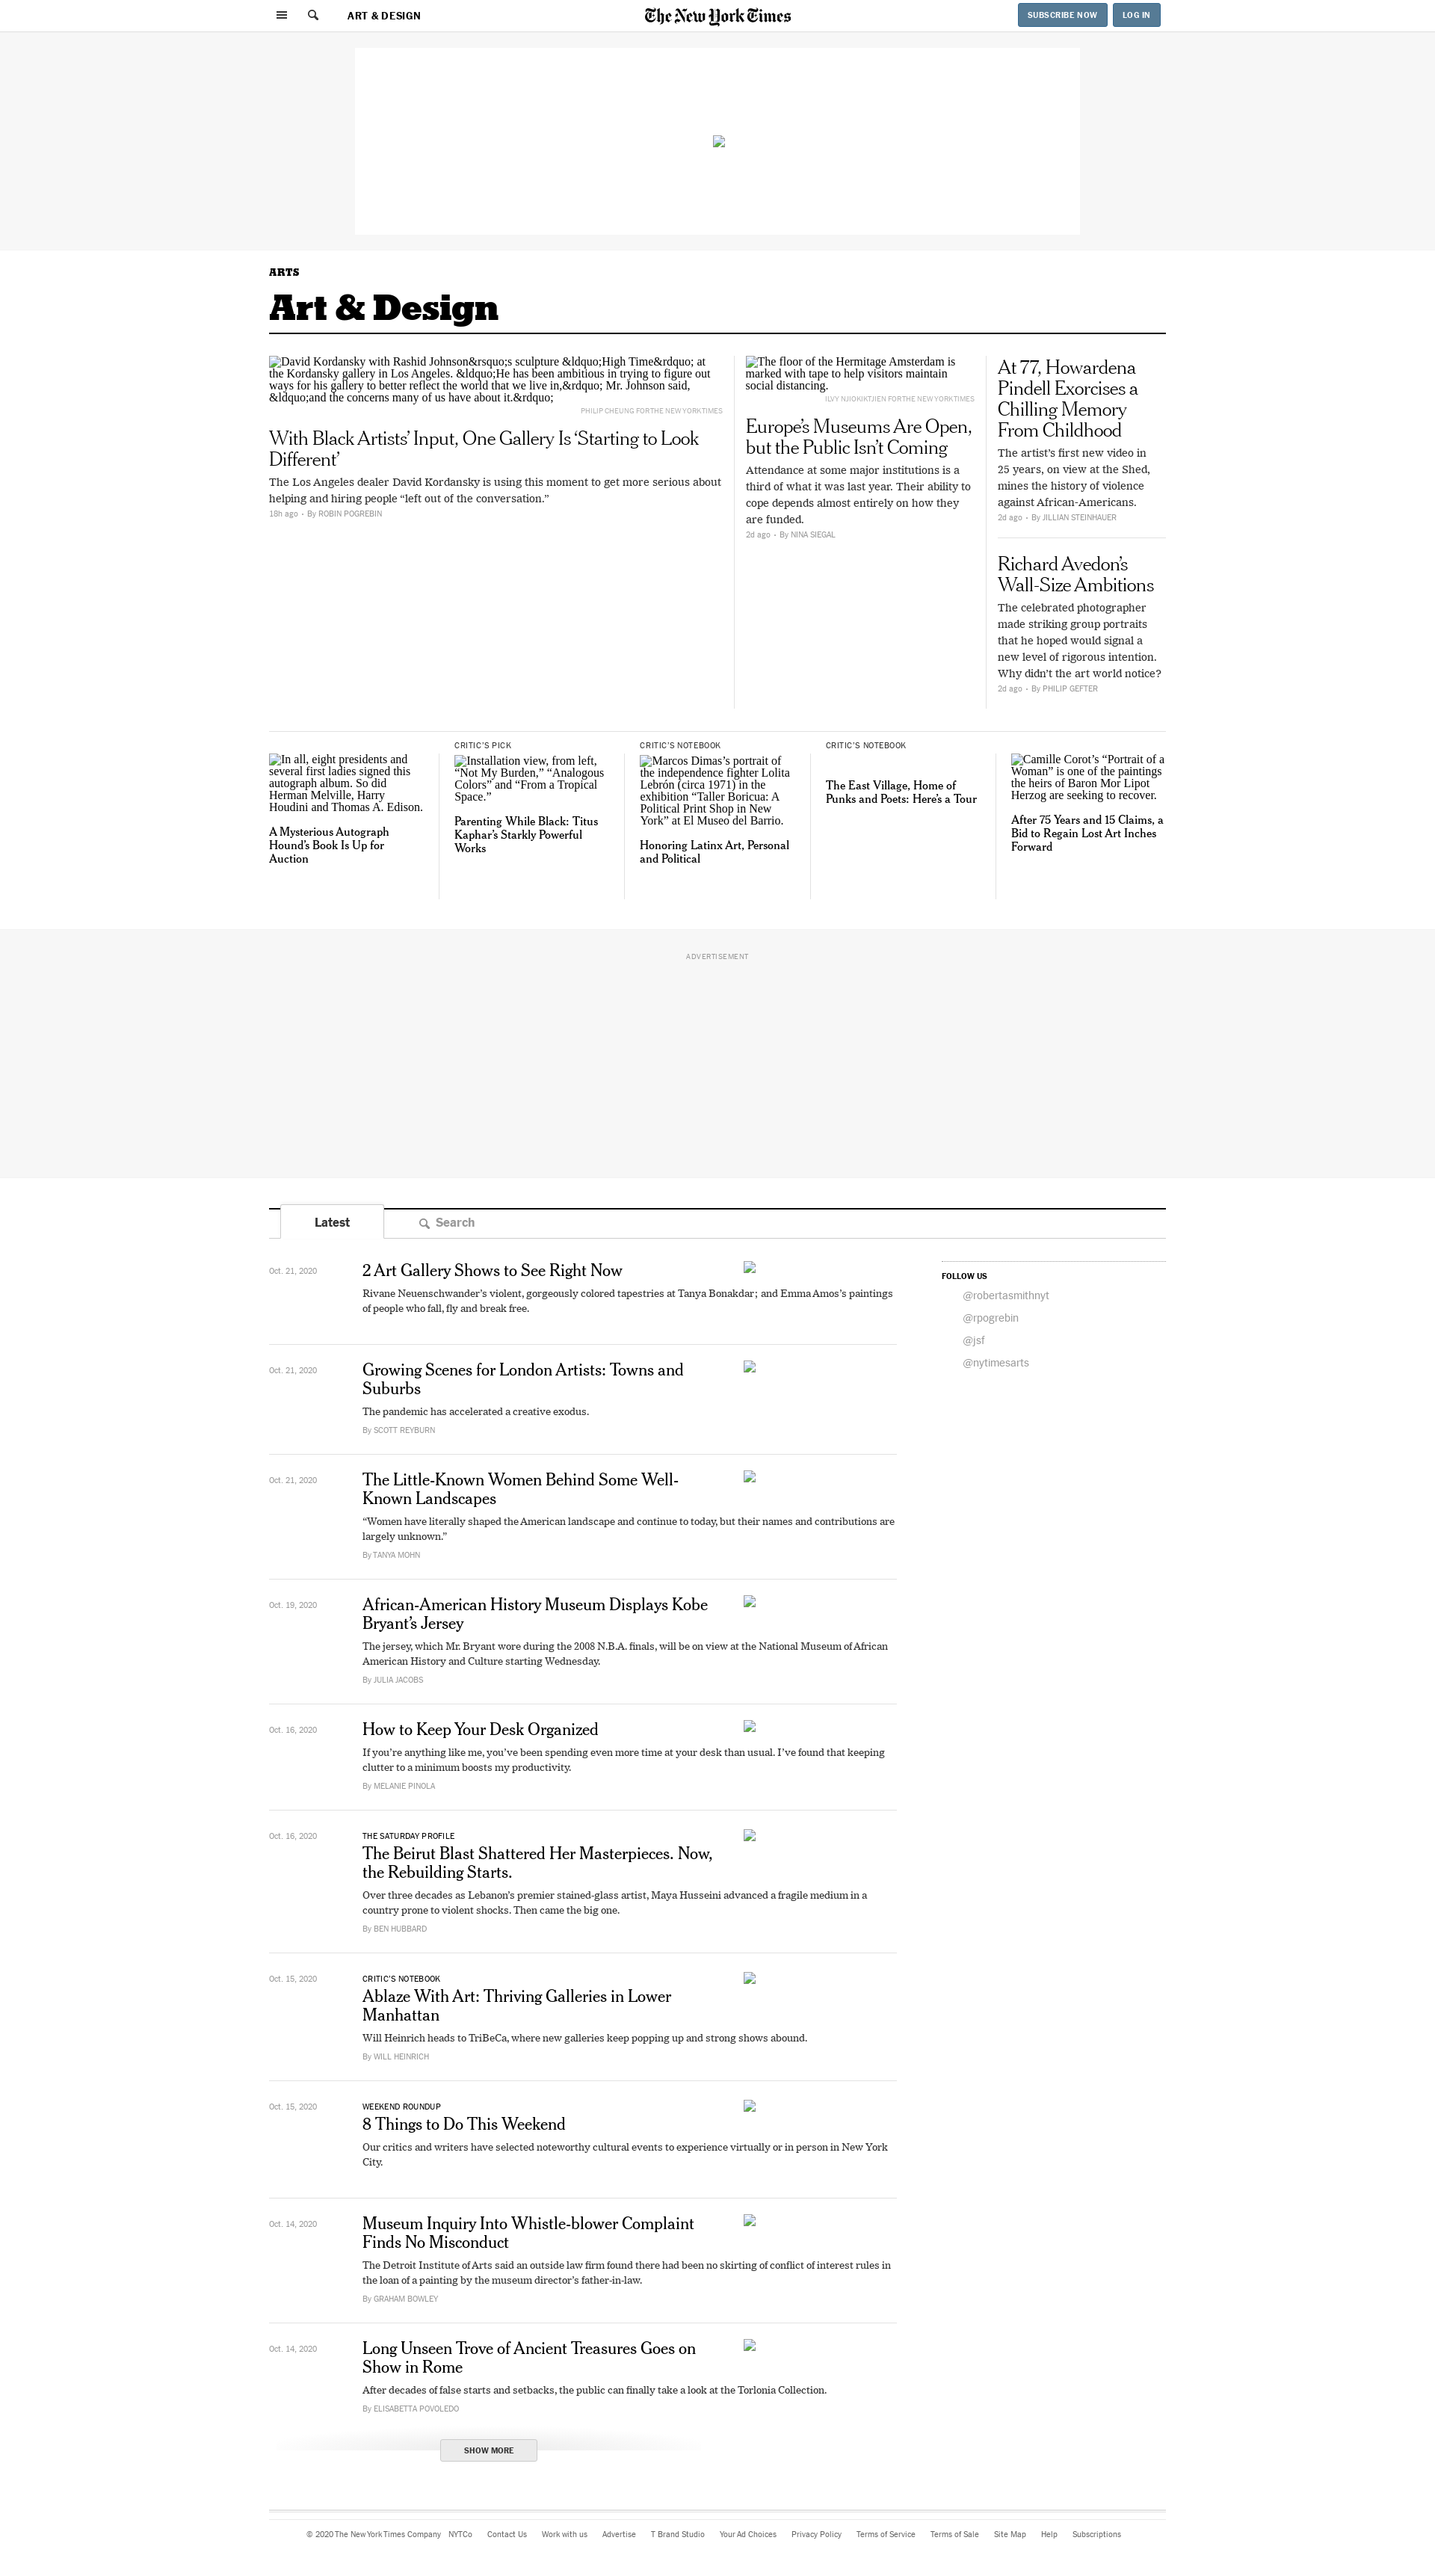 ART & DESIGN
The New York Times
SUBSCRIBE NOW
LOG IN
ARTS
Art & Design
David Kordansky with Rashid Johnson&rsquo;s sculpture &ldquo;High Time&rdquo; at
the Kordansky gallery in Los Angeles. &ldquo;He has been ambitious in trying to figure out
ways for his gallery to better reflect the world that we live in,&rdquo; Mr. Johnson said,
&ldquo;and the concerns many of us have about it.&rdquo;
PHILIP CHEUNG FOR THE NEW YORK TIMES
With Black Artists’ Input, One Gallery Is ‘Starting to Look
Different’
The Los Angeles dealer David Kordansky is using this moment to get more serious about
helping and hiring people “left out of the conversation.”
18h ago • By ROBIN POGREBIN
The floor of the Hermitage Amsterdam is
marked with tape to help visitors maintain
social distancing.
ILVY NJIOKIKTJIEN FOR THE NEW YORK TIMES
Europe’s Museums Are Open,
but the Public Isn’t Coming
Attendance at some major institutions is a
third of what it was last year. Their ability to
cope depends almost entirely on how they
are funded.
2d ago • By NINA SIEGAL
At 77, Howardena
Pindell Exorcises a
Chilling Memory
From Childhood
The artist’s first new video in
25 years, on view at the Shed,
mines the history of violence
against African-Americans.
2d ago • By JILLIAN STEINHAUER
Richard Avedon’s
Wall-Size Ambitions
The celebrated photographer
made striking group portraits
that he hoped would signal a
new level of rigorous intention.
Why didn’t the art world notice?
2d ago • By PHILIP GEFTER
In all, eight presidents and
several first ladies signed this
autograph album. So did
Herman Melville, Harry
Houdini and Thomas A. Edison.
A Mysterious Autograph
Hound’s Book Is Up for
Auction
CRITIC’S PICK
Installation view, from left,
“Not My Burden,” “Analogous
Colors” and “From a Tropical
Space.”
Parenting While Black: Titus
Kaphar’s Starkly Powerful
Works
CRITIC’S NOTEBOOK
Marcos Dimas’s portrait of
the independence fighter Lolita
Lebrón (circa 1971) in the
exhibition “Taller Boricua: A
Political Print Shop in New
York” at El Museo del Barrio.
Honoring Latinx Art, Personal
and Political
CRITIC’S NOTEBOOK
The East Village, Home of
Punks and Poets: Here’s a Tour
Camille Corot’s “Portrait of a
Woman” is one of the paintings
the heirs of Baron Mor Lipot
Herzog are seeking to recover.
After 75 Years and 15 Claims, a
Bid to Regain Lost Art Inches
Forward
ADVERTISEMENT
Latest
Search
Oct. 21, 2020
2 Art Gallery Shows to See Right Now
Rivane Neuenschwander’s violent, gorgeously colored tapestries at Tanya Bonakdar; and Emma Amos’s paintings
of people who fall, fly and break free.
Oct. 21, 2020
Growing Scenes for London Artists: Towns and
Suburbs
The pandemic has accelerated a creative exodus.
By SCOTT REYBURN
Oct. 21, 2020
The Little-Known Women Behind Some Well-
Known Landscapes
“Women have literally shaped the American landscape and continue to today, but their names and contributions are
largely unknown.”
By TANYA MOHN
Oct. 19, 2020
African-American History Museum Displays Kobe
Bryant’s Jersey
The jersey, which Mr. Bryant wore during the 2008 N.B.A. finals, will be on view at the National Museum of African
American History and Culture starting Wednesday.
By JULIA JACOBS
Oct. 16, 2020
How to Keep Your Desk Organized
If you’re anything like me, you’ve been spending even more time at your desk than usual. I’ve found that keeping
clutter to a minimum boosts my productivity.
By MELANIE PINOLA
Oct. 16, 2020
THE SATURDAY PROFILE
The Beirut Blast Shattered Her Masterpieces. Now,
the Rebuilding Starts.
Over three decades as Lebanon’s premier stained-glass artist, Maya Husseini advanced a fragile medium in a
country prone to violent shocks. Then came the big one.
By BEN HUBBARD
Oct. 15, 2020
CRITIC’S NOTEBOOK
Ablaze With Art: Thriving Galleries in Lower
Manhattan
Will Heinrich heads to TriBeCa, where new galleries keep popping up and strong shows abound.
By WILL HEINRICH
Oct. 15, 2020
WEEKEND ROUNDUP
8 Things to Do This Weekend
Our critics and writers have selected noteworthy cultural events to experience virtually or in person in New York
City.
Oct. 14, 2020
Museum Inquiry Into Whistle-blower Complaint
Finds No Misconduct
The Detroit Institute of Arts said an outside law firm found there had been no skirting of conflict of interest rules in
the loan of a painting by the museum director’s father-in-law.
By GRAHAM BOWLEY
Oct. 14, 2020
Long Unseen Trove of Ancient Treasures Goes on
Show in Rome
After decades of false starts and setbacks, the public can finally take a look at the Torlonia Collection.
By ELISABETTA POVOLEDO
SHOW MORE
FOLLOW US
@robertasmithnyt
@rpogrebin
@jsf
@nytimesarts
© 2020 The New York Times Company NYTCo Contact Us Work with us Advertise T Brand Studio Your Ad Choices Privacy Policy Terms of Service Terms of Sale Site Map Help Subscriptions